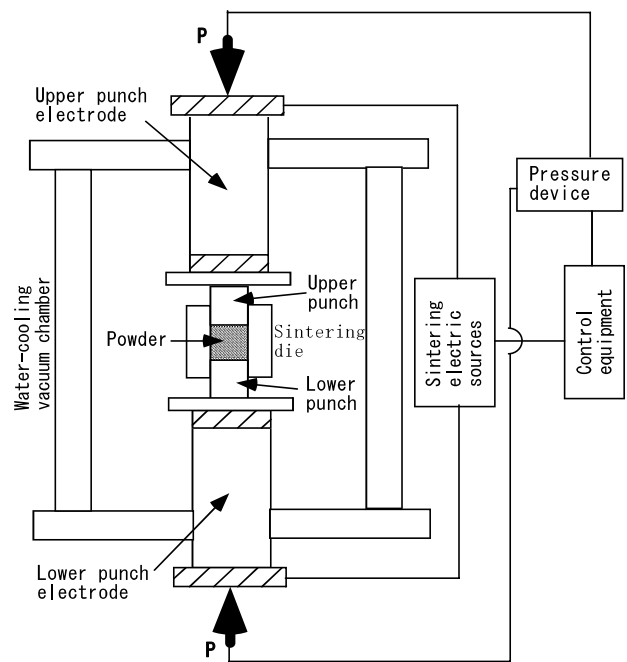 P
Upper punch
electrode
Pressure
device
Water-cooling
vacuum chamber
Upper
punch
Powder
Sintering
die
Lower
punch
Sintering
electric
sources
Control
equipment
Lower punch
electrode
P